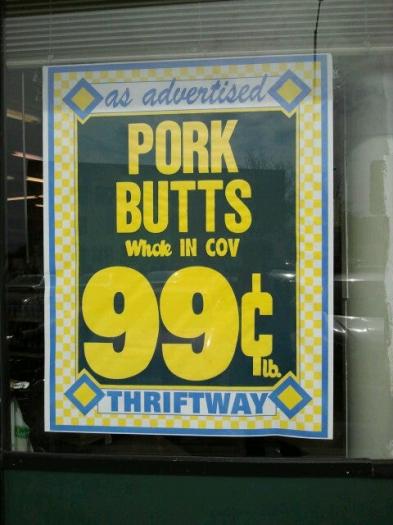 as advertised
PORK
BUTTS
Whole IN COV
99¢ lb.
THRIFTWAY